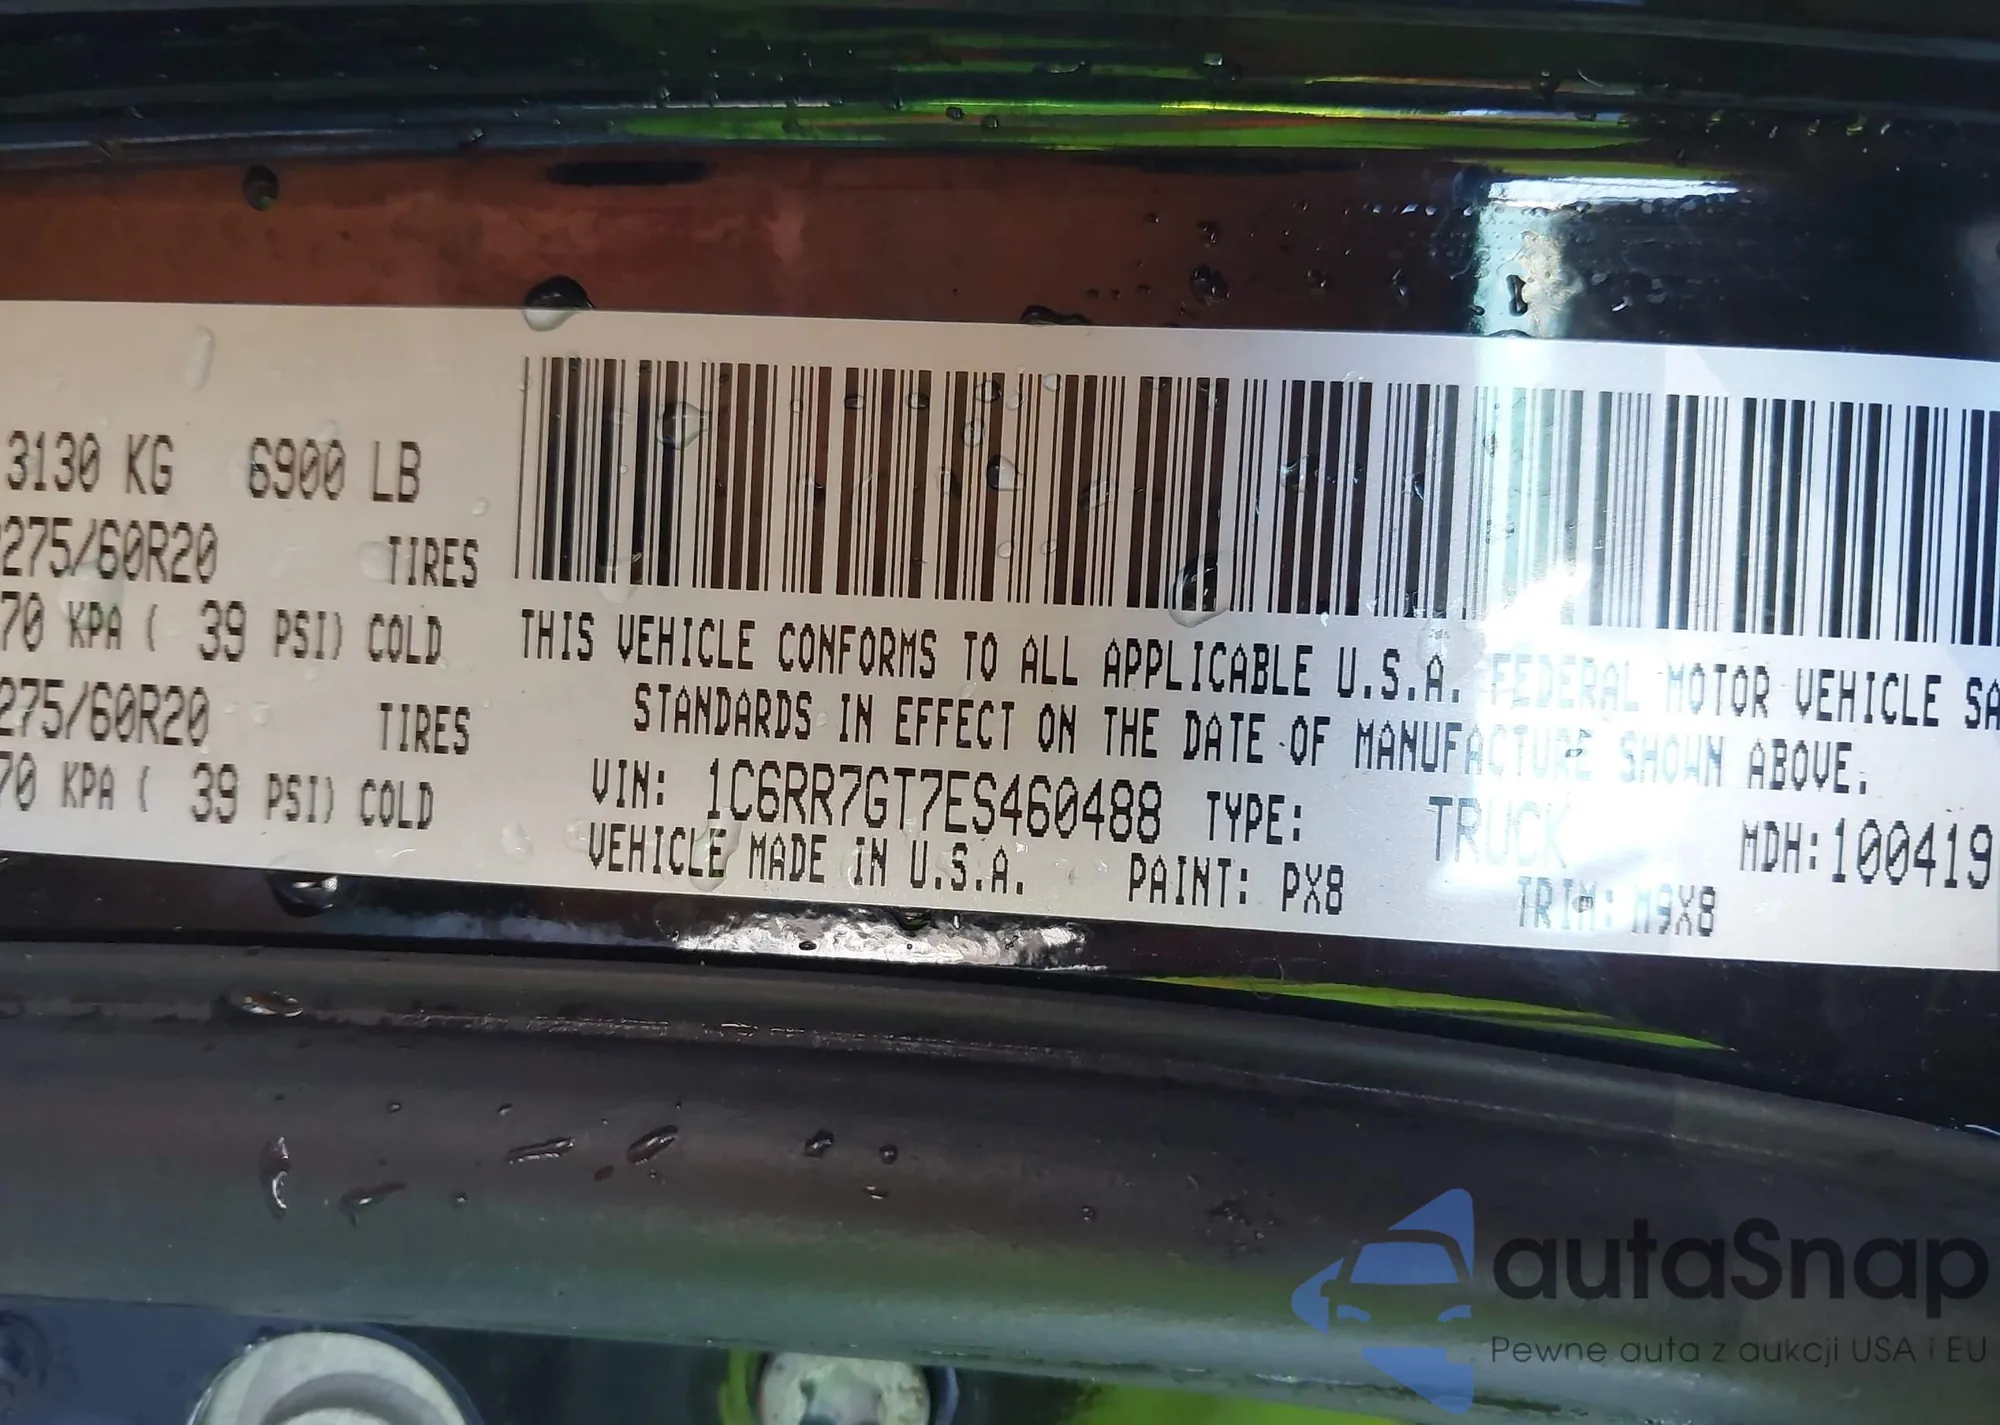 3130 KG 6900 LB
275/60R20 TIRES
70 KPA ( 39 PSI) COLD
275/60R20 TIRES
70 KPA ( 39 PSI) COLD
THIS VEHICLE CONFORMS TO ALL APPLICABLE U.S.A. FEDERAL MOTOR VEHICLE SA
STANDARDS IN EFFECT ON THE DATE OF MANUFACTURE SHOWN ABOVE.
VIN: 1C6RR7GT7ES460488 TYPE: TRUCK MDH:100419
VEHICLE MADE IN U.S.A. PAINT: PX8 TRIM: M9X8
autaSnap
Pewne auta z aukcji USA i EU